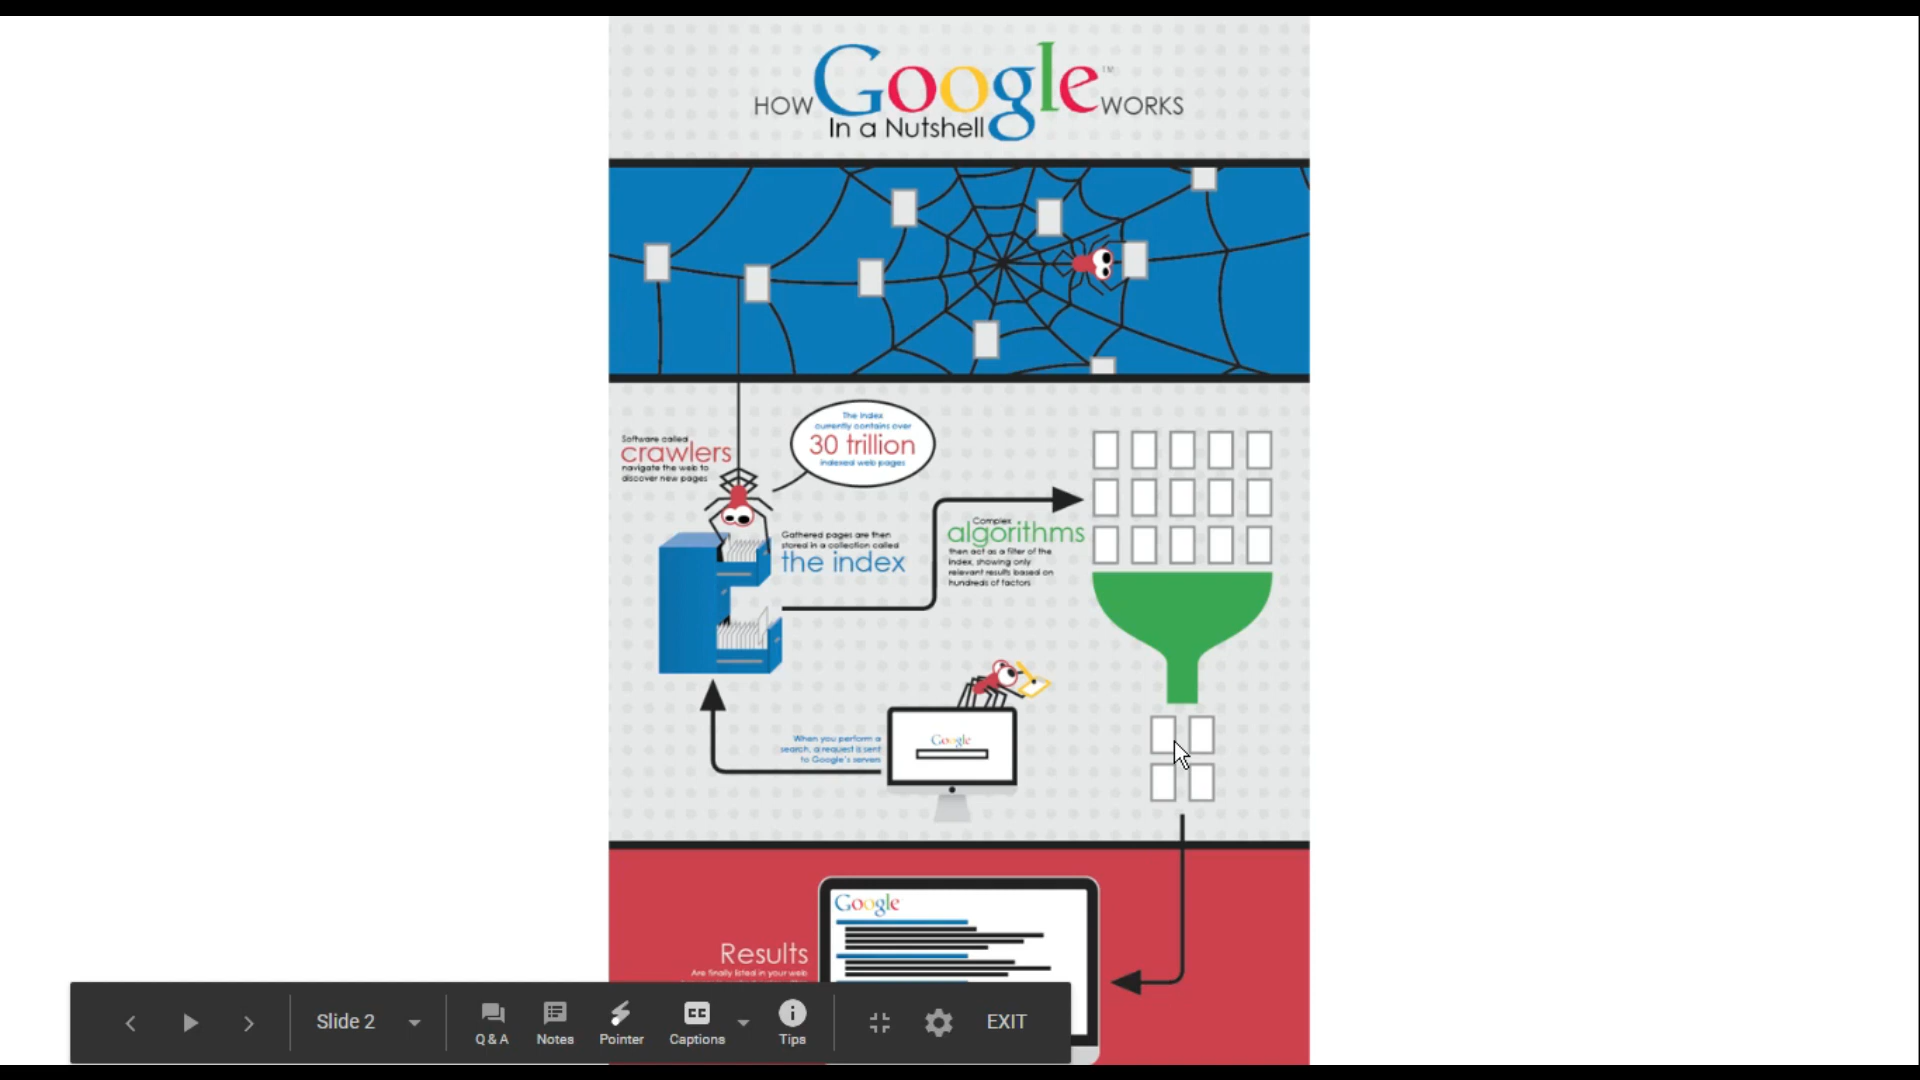 HOW Google™ WORKS
In a Nutshell
Software called
crawlers
navigate the web to
discover new pages
The index
currently contains over
30 trillion
indexed web pages
Gathered pages are then
stored in a collection called
the index
Complex
algorithms
then act as a filter of the
index, showing only
relevant results based on
hundreds of factors
When you perform a
search, a request is sent
to Google's servers
Google
Google
Results
Are finally listed in your web
Slide 2
Q & A
Notes
Pointer
CC
Captions
Tips
EXIT